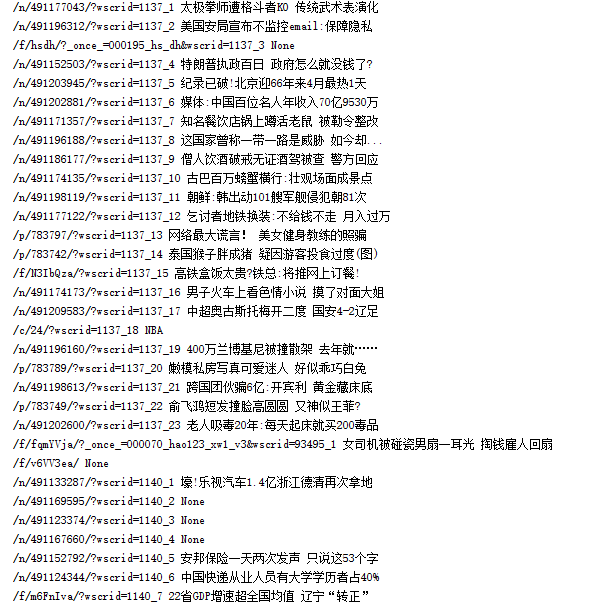 /n/491177043/?wscrid=1137_1 太极拳师遭格斗者KO 传统武术表演化
/n/491196312/?wscrid=1137_2 美国安局宣布不监控email:保障隐私
/f/hsdh/?_once_=000195_hs_dh&wscrid=1137_3 None
/n/491152503/?wscrid=1137_4 特朗普执政百日 政府怎么就没钱了?
/n/491203945/?wscrid=1137_5 纪录已破!北京迎66年来4月最热1天
/n/491202881/?wscrid=1137_6 媒体:中国百位名人年收入70亿9530万
/n/491171357/?wscrid=1137_7 知名餐饮店锅上蹲活老鼠 被勒令整改
/n/491196188/?wscrid=1137_8 这国家曾称一带一路是威胁 如今却...
/n/491186177/?wscrid=1137_9 僧人饮酒破戒无证酒驾被查 警方回应
/n/491174135/?wscrid=1137_10 古巴百万螃蟹横行:壮观场面成景点
/n/491198119/?wscrid=1137_11 朝鲜:韩出动101艘军舰侵犯朝81次
/n/491177122/?wscrid=1137_12 乞讨者地铁换装:不给钱不走 月入过万
/p/783797/?wscrid=1137_13 网络最大谎言! 美女健身教练的照骗
/p/783742/?wscrid=1137_14 泰国猴子胖成猪 疑因游客投食过度(图)
/f/N3IbQza/?wscrid=1137_15 高铁盒饭太贵?铁总:将推网上订餐!
/n/491174173/?wscrid=1137_16 男子火车上看色情小说 摸了对面大姐
/n/491209583/?wscrid=1137_17 中超奥古斯托梅开二度 国安4-2辽足
/c/24/?wscrid=1137_18 NBA
/n/491196160/?wscrid=1137_19 400万兰博基尼被撞散架 去年就……
/p/783789/?wscrid=1137_20 嫩模私房写真可爱迷人 好似乖巧白兔
/n/491198613/?wscrid=1137_21 跨国团伙骗6亿:开宾利 黄金藏床底
/p/783749/?wscrid=1137_22 俞飞鸿短发撞脸高圆圆 又神似王菲?
/n/491202600/?wscrid=1137_23 老人吸毒20年:每天起床就买200毒品
/f/fqmYVja/?_once_=000070_hao123_xw1_v3&wscrid=93495_1 女司机被碰瓷男扇一耳光 掏钱雇人回扇
/f/v6VV3ea/ None
/n/491133287/?wscrid=1140_1 壕!乐视汽车1.4亿浙江德清再次拿地
/n/491169595/?wscrid=1140_2 None
/n/491123374/?wscrid=1140_3 None
/n/491167660/?wscrid=1140_4 None
/n/491152792/?wscrid=1140_5 安邦保险一天两次发声 只说这53个字
/n/491124344/?wscrid=1140_6 中国快递从业人员有大学学历者占40%
/f/m6FnIva/?wscrid=1140_7 22省GDP增速超全国均值 辽宁“转正”